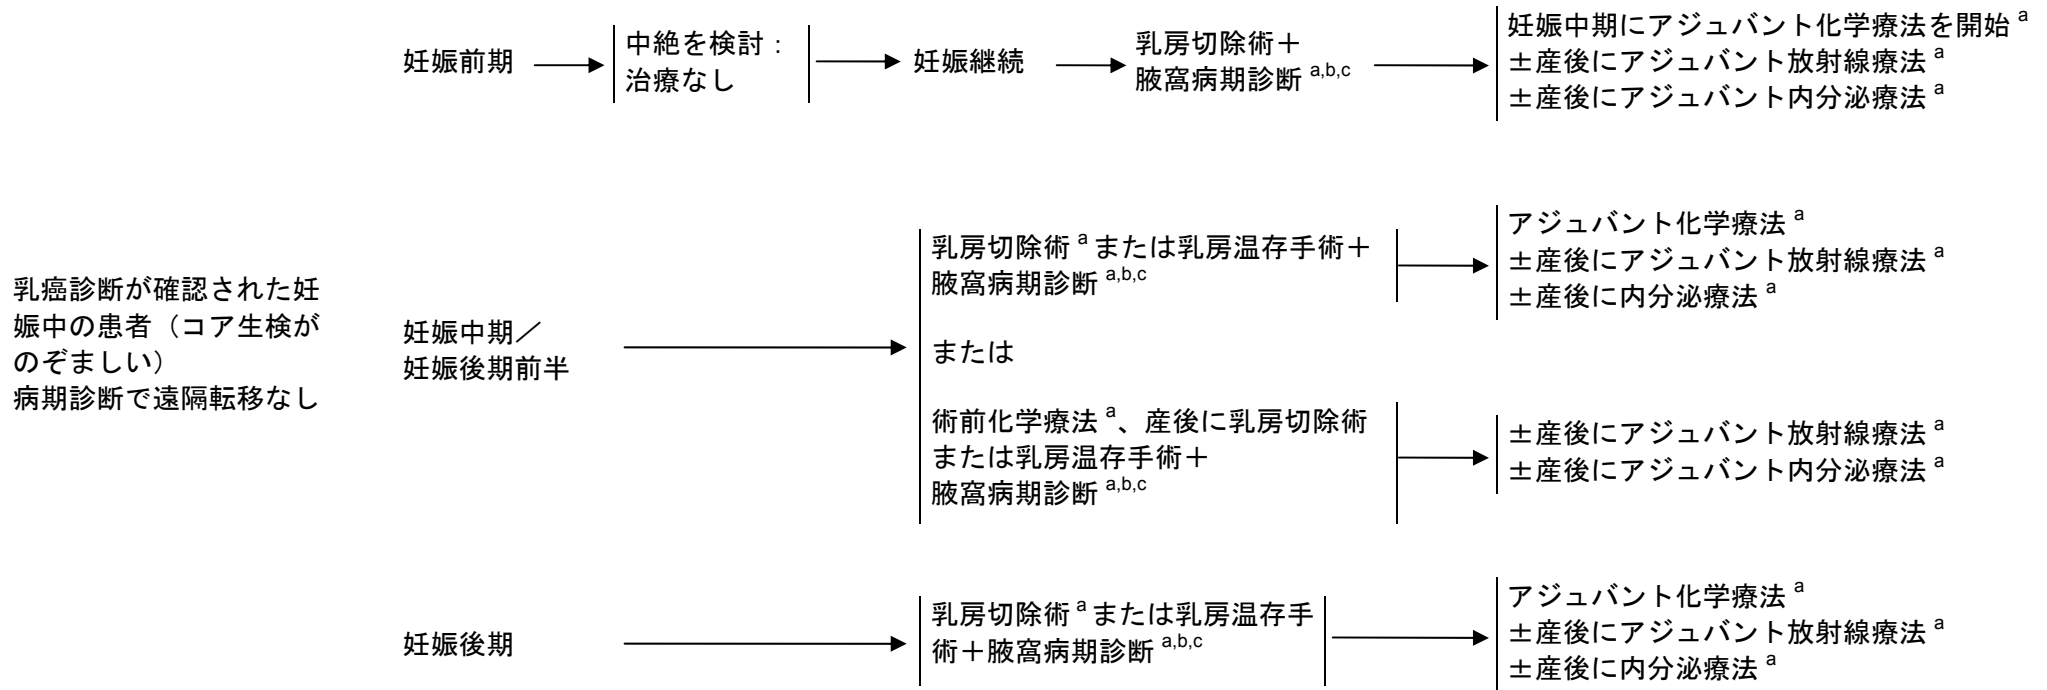 妊娠前期
中絶を検討：
治療なし
妊娠継続
乳房切除術＋
腋窩病期診断 a,b,c
妊娠中期にアジュバント化学療法を開始 a
±産後にアジュバント放射線療法 a
±産後にアジュバント内分泌療法 a
乳癌診断が確認された妊
娠中の患者（コア生検が
のぞましい）
病期診断で遠隔転移なし
妊娠中期／
妊娠後期前半
乳房切除術 a または乳房温存手術＋
腋窩病期診断 a,b,c
または
術前化学療法 a、産後に乳房切除術
または乳房温存手術＋
腋窩病期診断 a,b,c
アジュバント化学療法 a
±産後にアジュバント放射線療法 a
±産後に内分泌療法 a
±産後にアジュバント放射線療法 a
±産後にアジュバント内分泌療法 a
妊娠後期
乳房切除術 a または乳房温存手
術＋腋窩病期診断 a,b,c
アジュバント化学療法 a
±産後にアジュバント放射線療法 a
±産後に内分泌療法 a